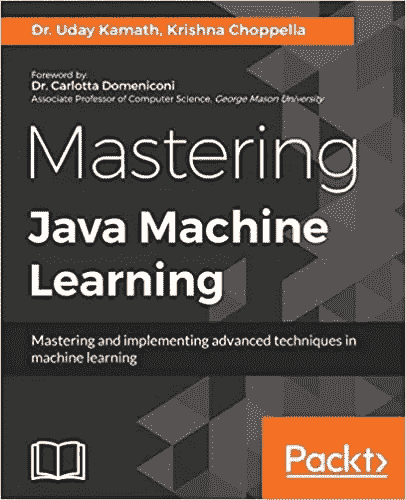 Dr. Uday Kamath, Krishna Choppella
Foreword by:
Dr. Carlotta Domeniconi
Associate Professor of Computer Science, George Mason University
Mastering
Java Machine
Learning
Mastering and implementing advanced techniques in
machine learning
Packt>